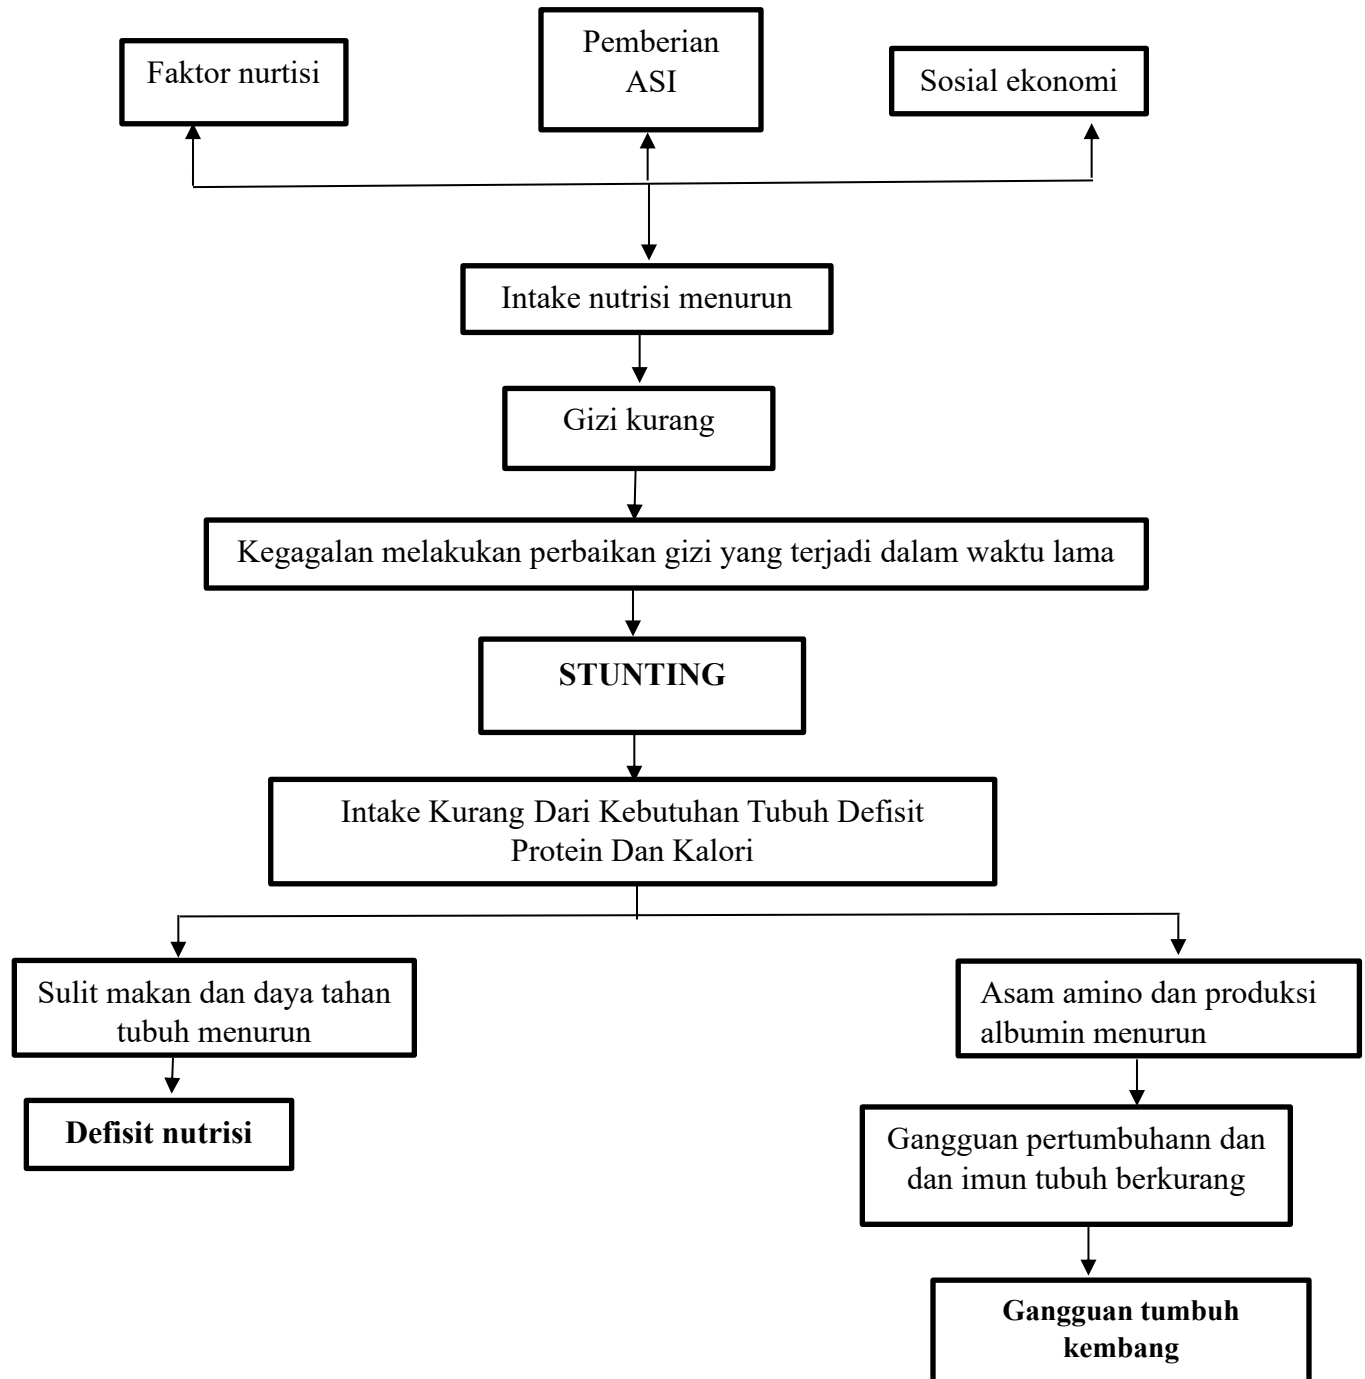 Faktor nurtisi
Pemberian
ASI
Sosial ekonomi
Intake nutrisi menurun
Gizi kurang
Kegagalan melakukan perbaikan gizi yang terjadi dalam waktu lama
STUNTING
Intake Kurang Dari Kebutuhan Tubuh Defisit
Protein Dan Kalori
Sulit makan dan daya tahan
tubuh menurun
Asam amino dan produksi
albumin menurun
Defisit nutrisi
Gangguan pertumbuhann dan
dan imun tubuh berkurang
Gangguan tumbuh
kembang